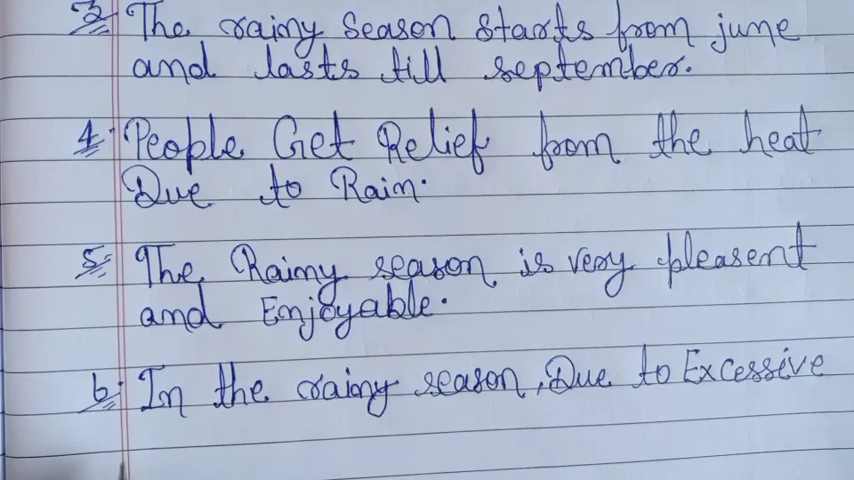 3. The rainy season starts from june
and lasts till september.
4. People Get Relief from the heat
Due to Rain.
5. The Rainy season is very pleasent
and Enjoyable.
6. In the rainy season, Due to Excessive